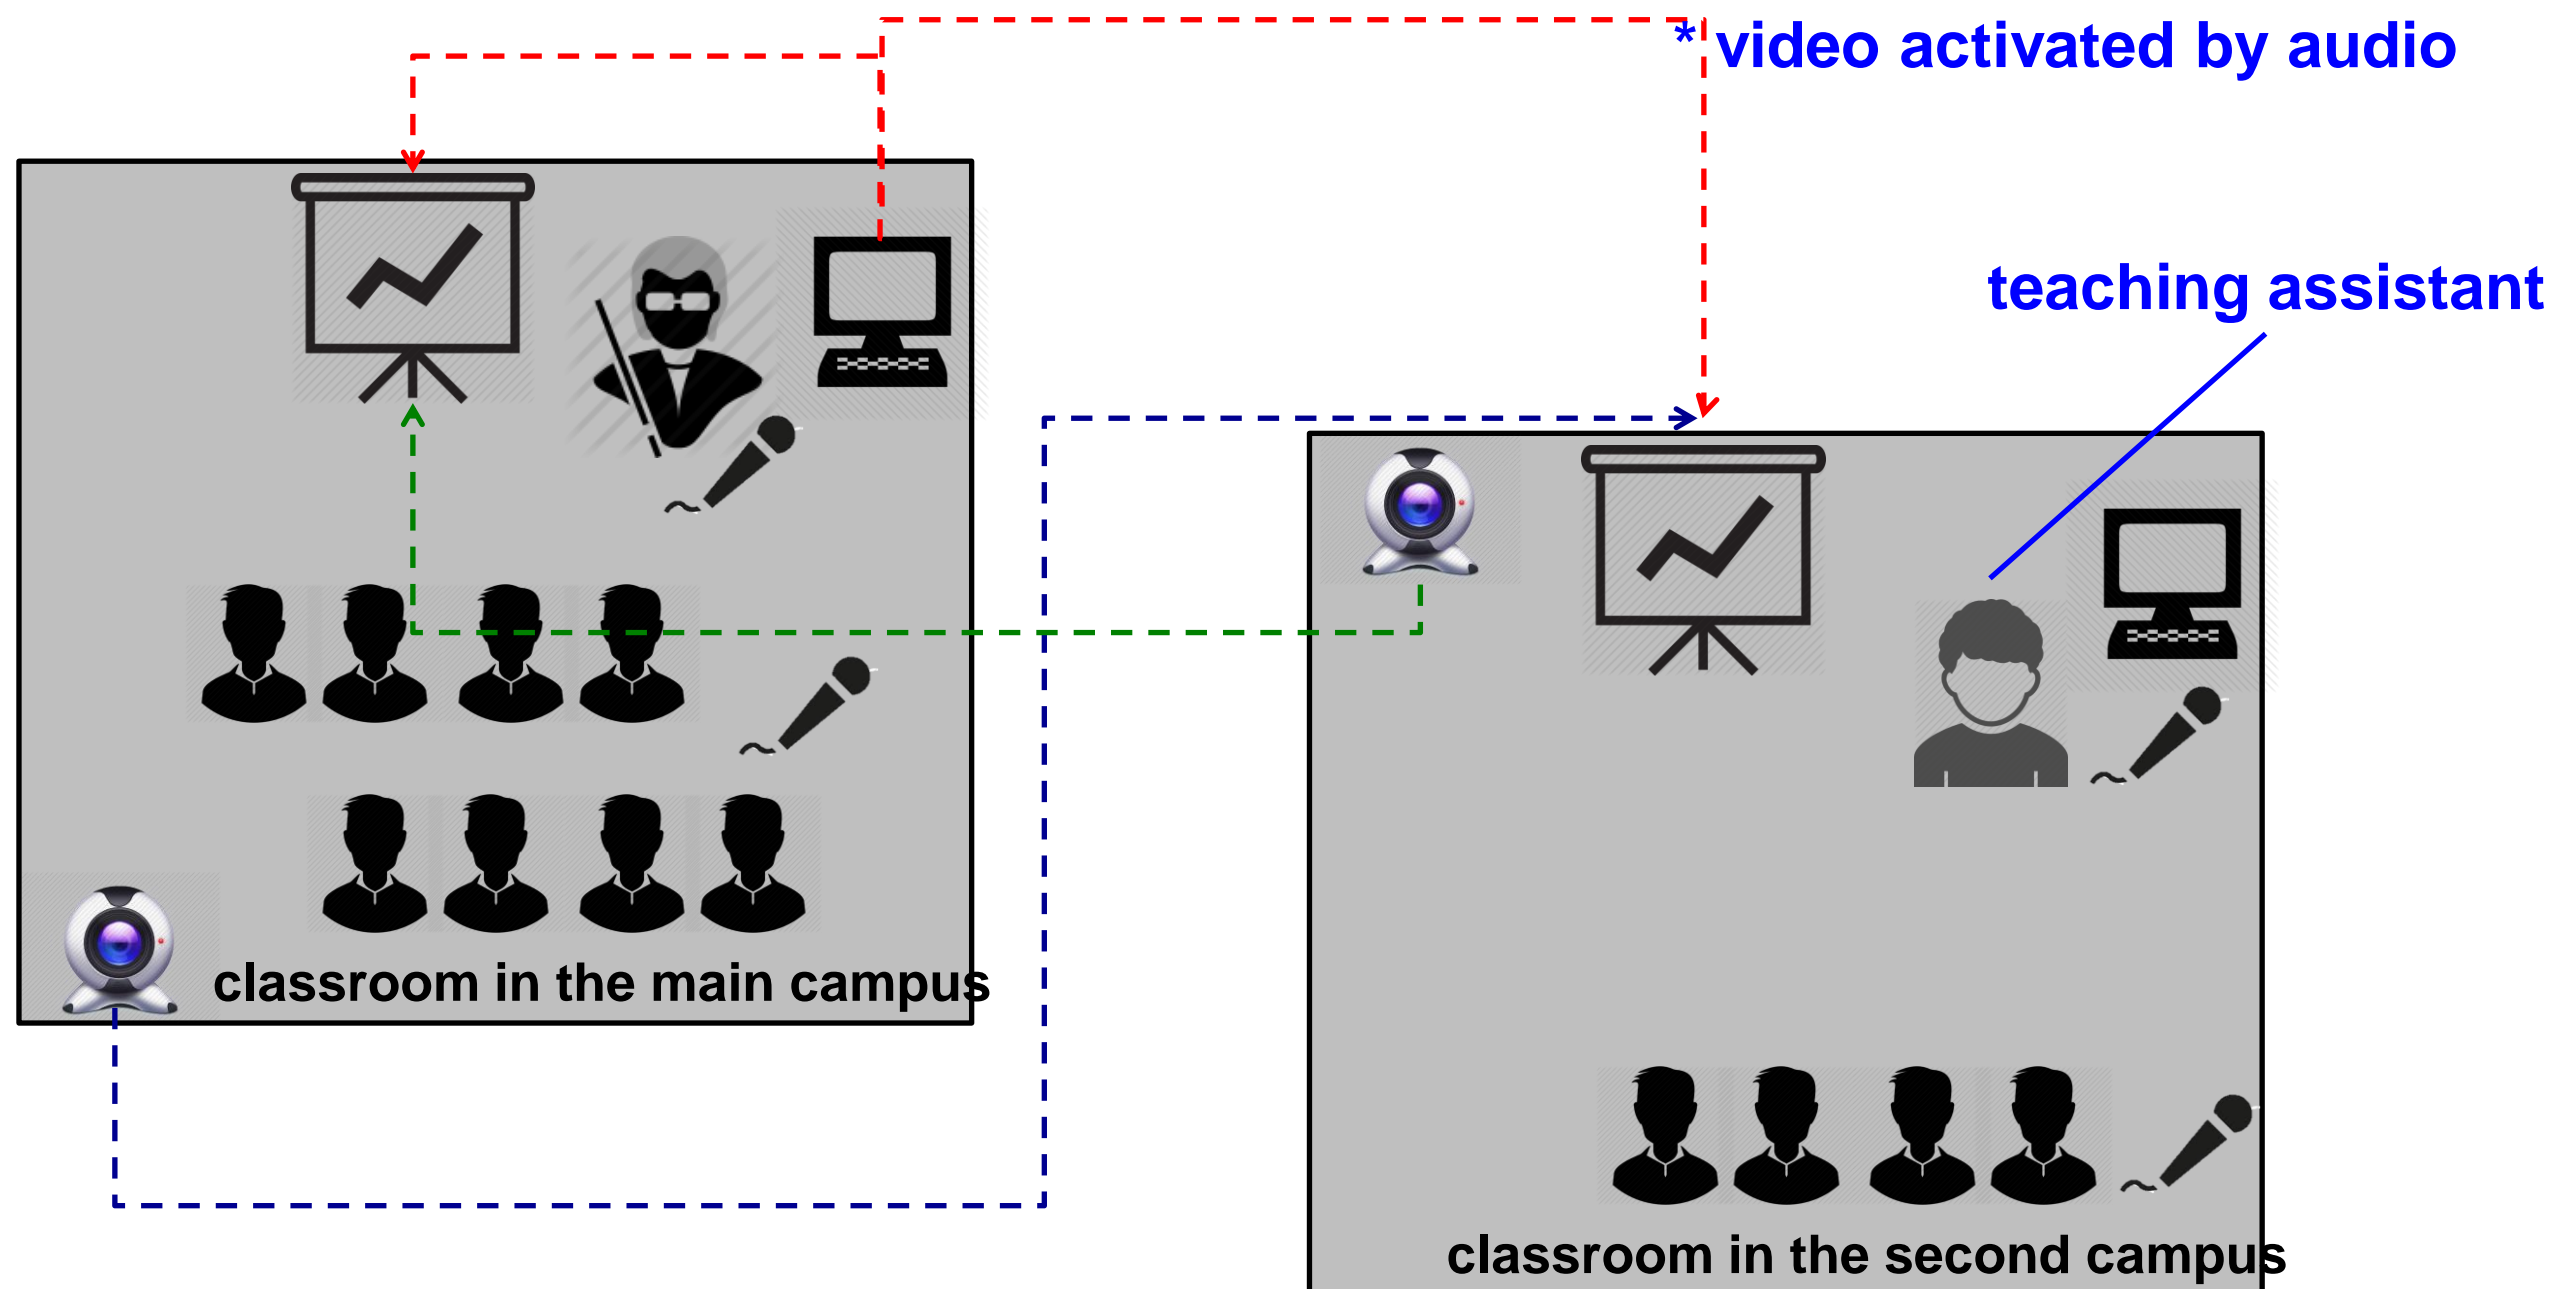 * video activated by audio
teaching assistant
classroom in the main campus
classroom in the second campus